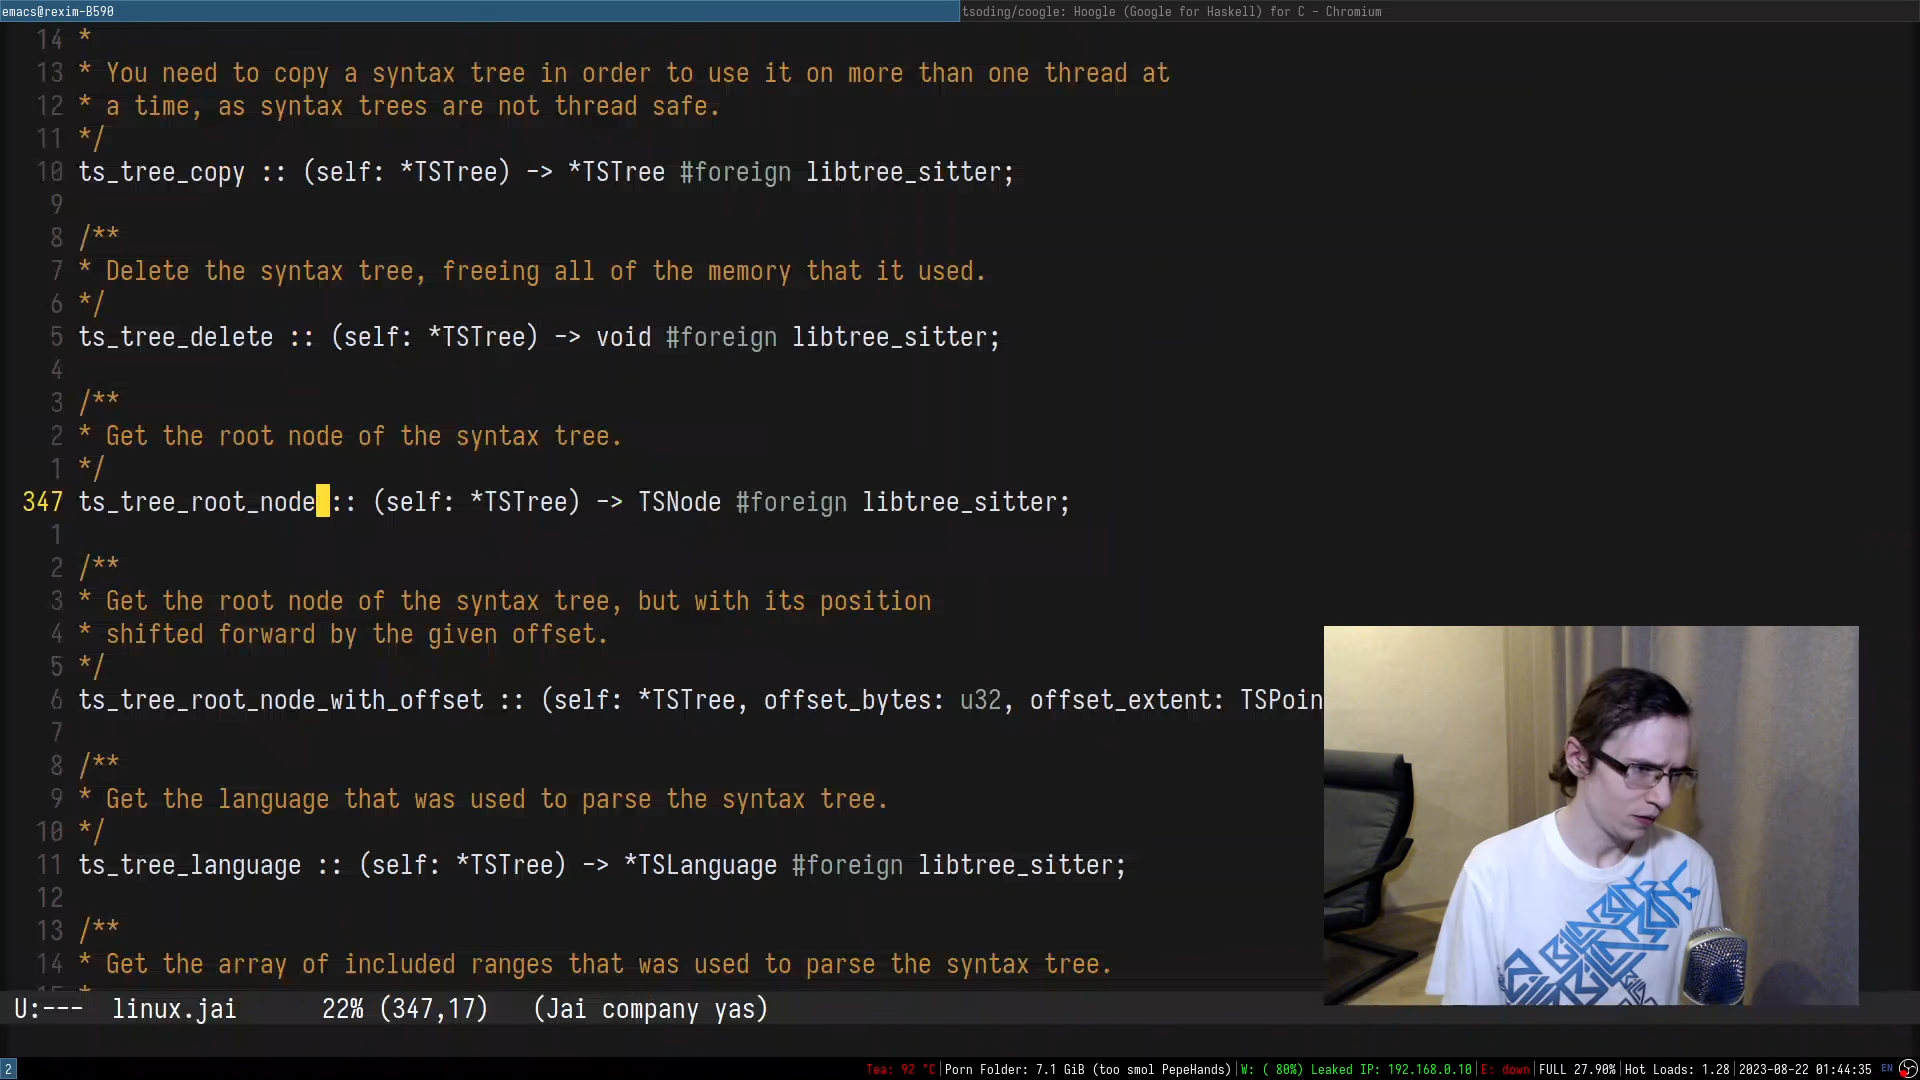 emacs@rexim-B590 tsoding/coogle: Hoogle (Google for Haskell) for C – Chromium
14 *
13 * You need to copy a syntax tree in order to use it on more than one thread at
12 * a time, as syntax trees are not thread safe.
11 */
10 ts_tree_copy :: (self: *TSTree) -> *TSTree #foreign libtree_sitter;
9
8 /**
7 * Delete the syntax tree, freeing all of the memory that it used.
6 */
5 ts_tree_delete :: (self: *TSTree) -> void #foreign libtree_sitter;
4
3 /**
2 * Get the root node of the syntax tree.
1 */
347 ts_tree_root_node :: (self: *TSTree) -> TSNode #foreign libtree_sitter;
1
2 /**
3 * Get the root node of the syntax tree, but with its position
4 * shifted forward by the given offset.
5 */
6 ts_tree_root_node_with_offset :: (self: *TSTree, offset_bytes: u32, offset_extent: TSPoin
7
8 /**
9 * Get the language that was used to parse the syntax tree.
10 */
11 ts_tree_language :: (self: *TSTree) -> *TSLanguage #foreign libtree_sitter;
12
13 /**
14 * Get the array of included ranges that was used to parse the syntax tree.
U:--- linux.jai 22% (347,17) (Jai company yas)
2 Tea: 92 °C|Porn Folder: 7.1 GiB (too smol PepeHands)|W: ( 80%) Leaked IP: 192.168.0.10|E: down|FULL 27.90%|Hot Loads: 1.28|2023-08-22 01:44:35 EN